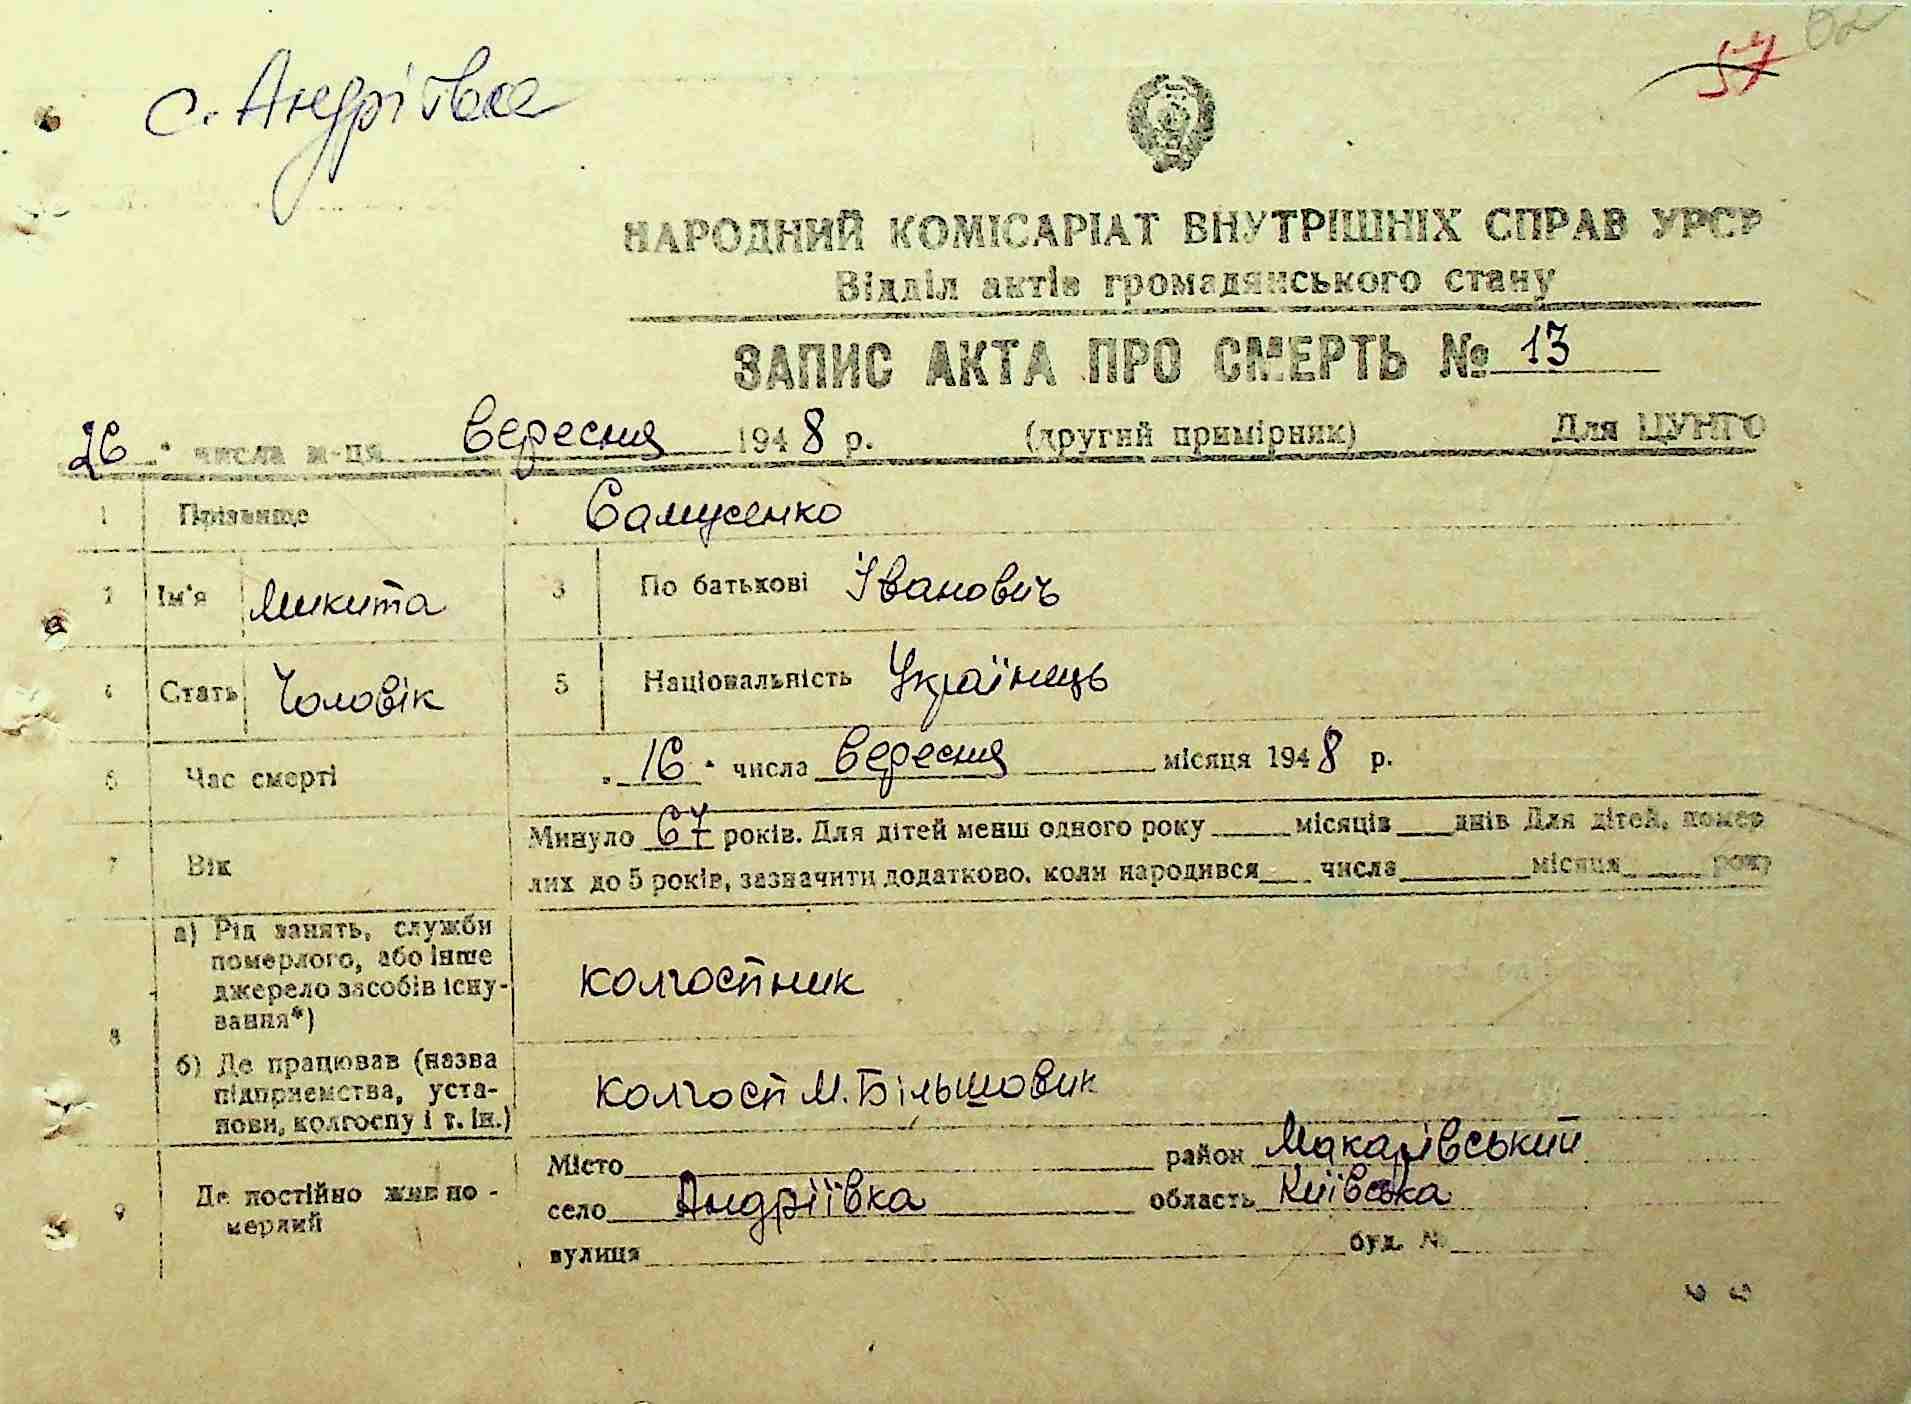 с. Андріївка
57 62
НАРОДНИЙ КОМІСАРІАТ ВНУТРІШНІХ СПРАВ УРСР
Відділ актів громадянського стану
ЗАПИС АКТА ПРО СМЕРТЬ № 13
26 " числа м-ця вересня 1948 р. (другий примірник) Для ЦУНГО
1 Прізвище Самусенко
2 Ім'я Микита 3 По батькові Іванович
4 Стать Чоловік 5 Національність Українець
6 Час смерті „ 16 " числа вересня місяця 1948 р.
7 Вік Минуло 67 років. Для дітей менш одного року місяців днів Для дітей, помер
лих до 5 років, зазначити додатково, коли народився числа місяця року
8 а) Рід занять, служби
померлого, або інше
джерело засобів існу-
вання*) колгоспник
б) Де працював (назва
підприємства, уста-
нови, колгоспу і т. ін.) колгосп М. Більшовик
9 Де постійно жив по-
мерлий
Місто район Макарівський
село Андріївка область Київська
вулиця буд. №